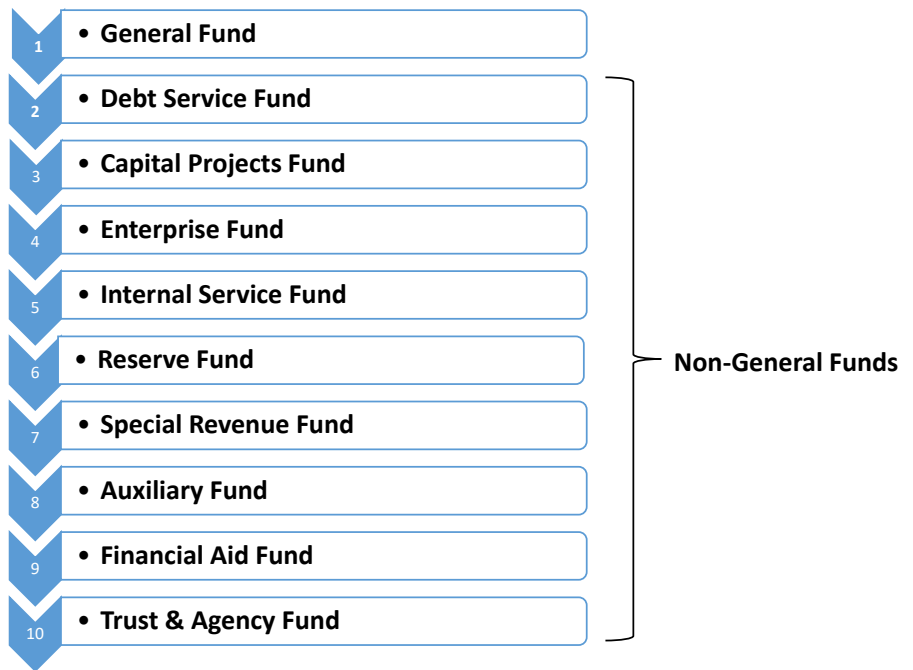 1 • General Fund
2 • Debt Service Fund
3 • Capital Projects Fund
4 • Enterprise Fund
5 • Internal Service Fund
6 • Reserve Fund
7 • Special Revenue Fund
8 • Auxiliary Fund
9 • Financial Aid Fund
10 • Trust & Agency Fund
Non-General Funds